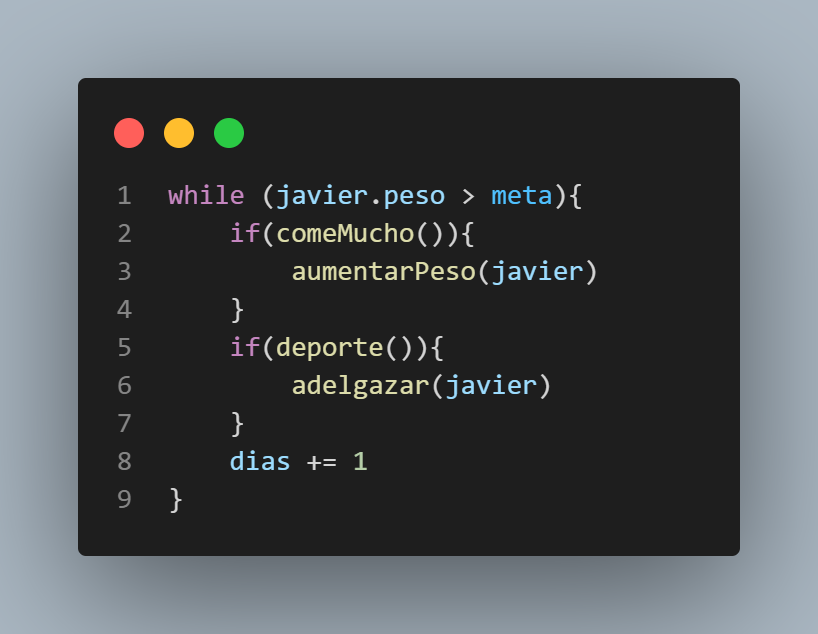 1 while (javier.peso > meta){
2     if(comeMucho()){
3         aumentarPeso(javier)
4     }
5     if(deporte()){
6         adelgazar(javier)
7     }
8     dias += 1
9 }